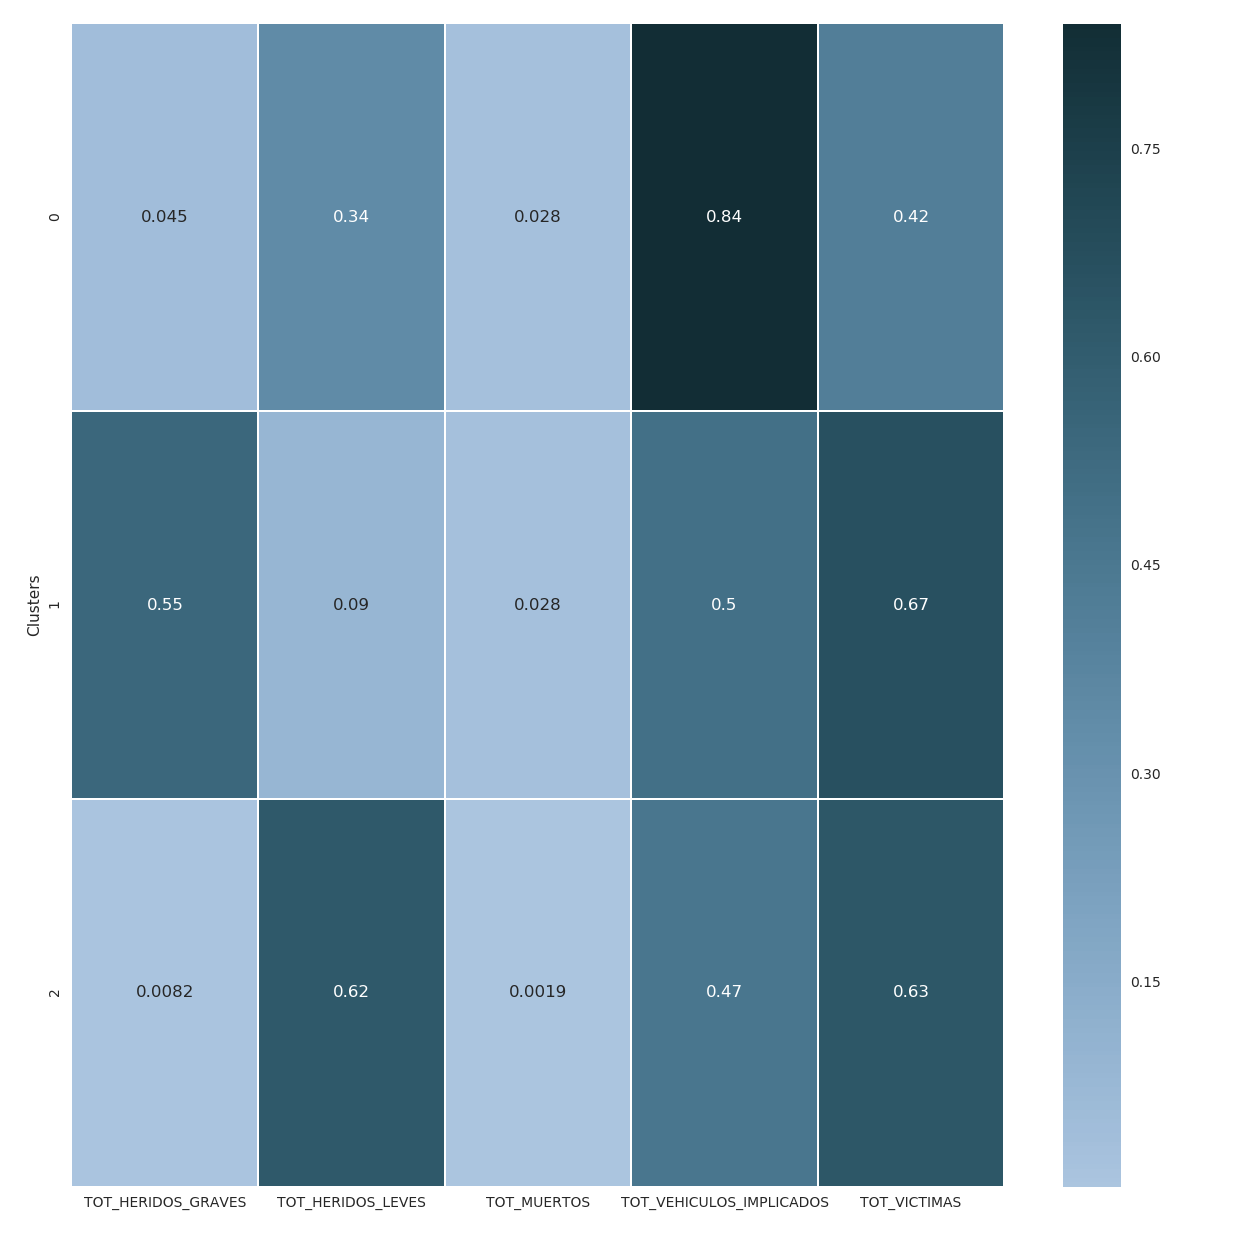 0.045 0.34 0.028 0.84 0.42
0
0.55 0.09 0.028 0.5 0.67
1
Clusters
0.0082 0.62 0.0019 0.47 0.63
2
TOT_HERIDOS_GRAVES TOT_HERIDOS_LEVES TOT_MUERTOS TOT_VEHICULOS_IMPLICADOS TOT_VICTIMAS
0.75
0.60
0.45
0.30
0.15